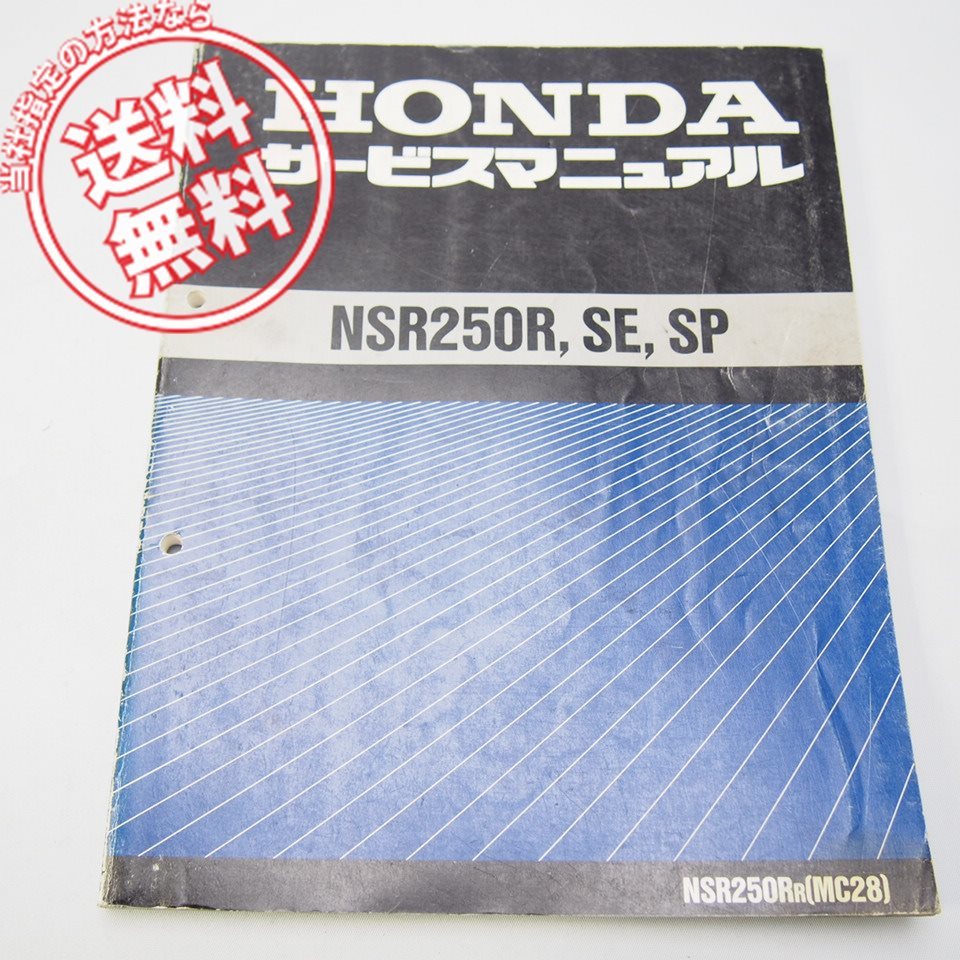 当社指定の方法なら
送料
無料
HONDA
サービスマニュアル
NSR250R, SE, SP
NSR250RR(MC28)